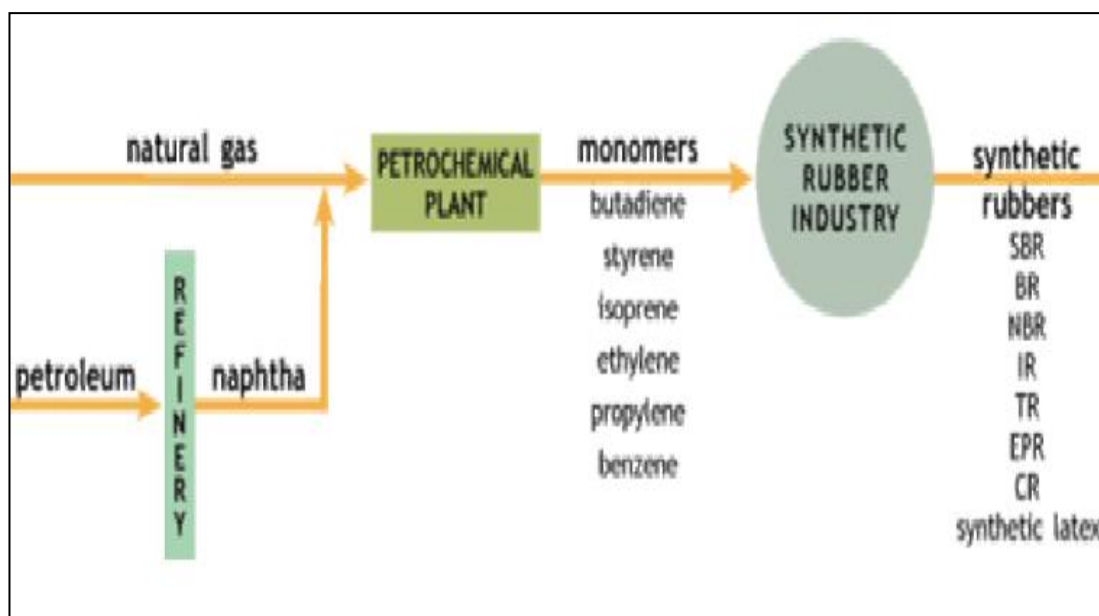 natural gas
PETROCHEMICAL
PLANT
monomers
butadiene
styrene
isoprene
ethylene
propylene
benzene
SYNTHETIC
RUBBER
INDUSTRY
synthetic
rubbers
SBR
BR
NBR
IR
TR
EPR
CR
synthetic latex
petroleum
REFINERY
naphtha